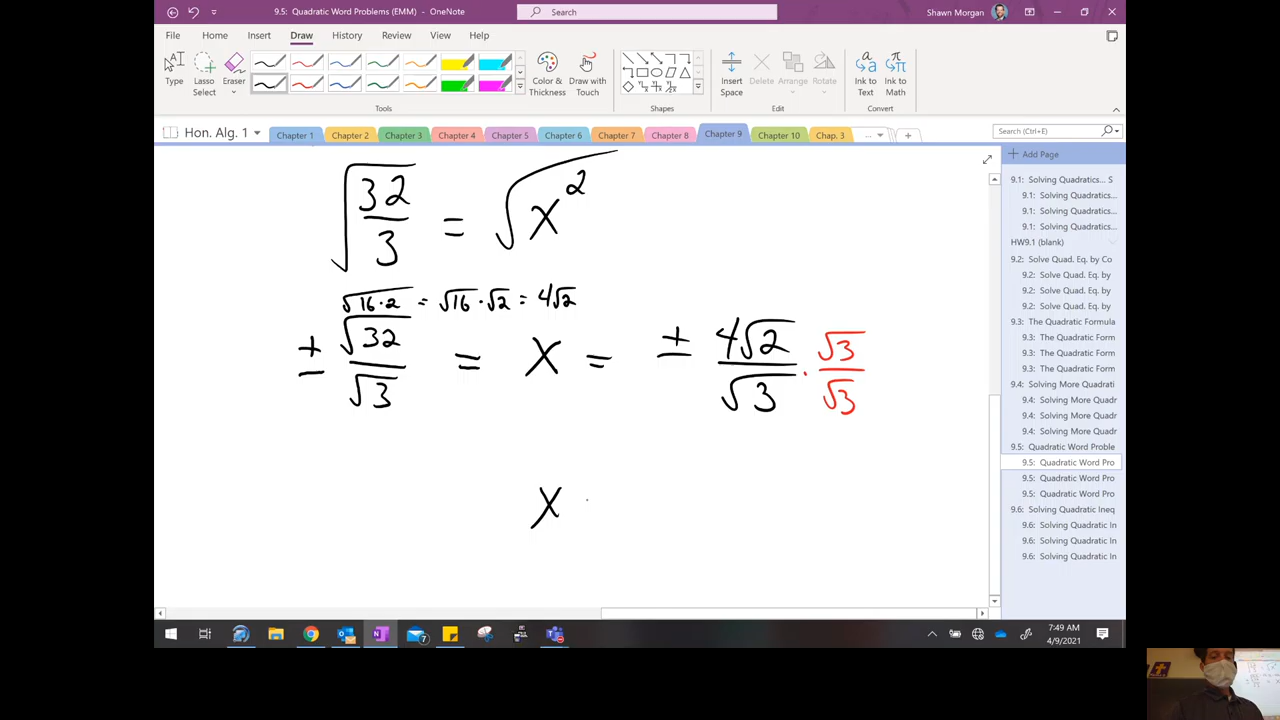 9.5: Quadratic Word Problems (EMM) - OneNote
Search
Shawn Morgan
File Home Insert Draw History Review View Help
Type
Lasso Select
Eraser
Color & Thickness
Draw with Touch
Insert Space
Delete
Arrange
Rotate
Ink to Text
Ink to Math
Tools
Shapes
Edit
Convert
Hon. Alg. 1
Chapter 1 Chapter 2 Chapter 3 Chapter 4 Chapter 5 Chapter 6 Chapter 7 Chapter 8 Chapter 9 Chapter 10 Chap. 3 ...
Search (Ctrl+E)
Add Page
9.1: Solving Quadratics... S
9.1: Solving Quadratics...
9.1: Solving Quadratics...
9.1: Solving Quadratics...
HW9.1 (blank)
9.2: Solve Quad. Eq. by Co
9.2: Solve Quad. Eq. by
9.2: Solve Quad. Eq. by
9.2: Solve Quad. Eq. by
9.3: The Quadratic Formula
9.3: The Quadratic Form
9.3: The Quadratic Form
9.3: The Quadratic Form
9.4: Solving More Quadrati
9.4: Solving More Quadr
9.4: Solving More Quadr
9.4: Solving More Quadr
9.5: Quadratic Word Proble
9.5: Quadratic Word Pro
9.5: Quadratic Word Pro
9.5: Quadratic Word Pro
9.6: Solving Quadratic Ineq
9.6: Solving Quadratic In
9.6: Solving Quadratic In
9.6: Solving Quadratic In
√(32/3) = √(x²)
√16·2 = √16 · √2 = 4√2
± √32/√3 = x = ± 4√2/√3 · √3/√3
x
7:49 AM
4/9/2021